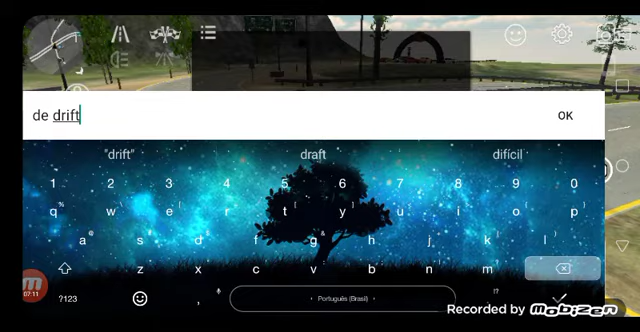 de drift OK
"drift" draft difícil
1 2 3 4 5 6 7 8 9 0
q % w \ e | r t [ y ] u < i o { p }
a @ s d f g & h j k l )
z x c v b n m
07:11
?123 , Português (Brasil) !?
Recorded by MOBIZEN